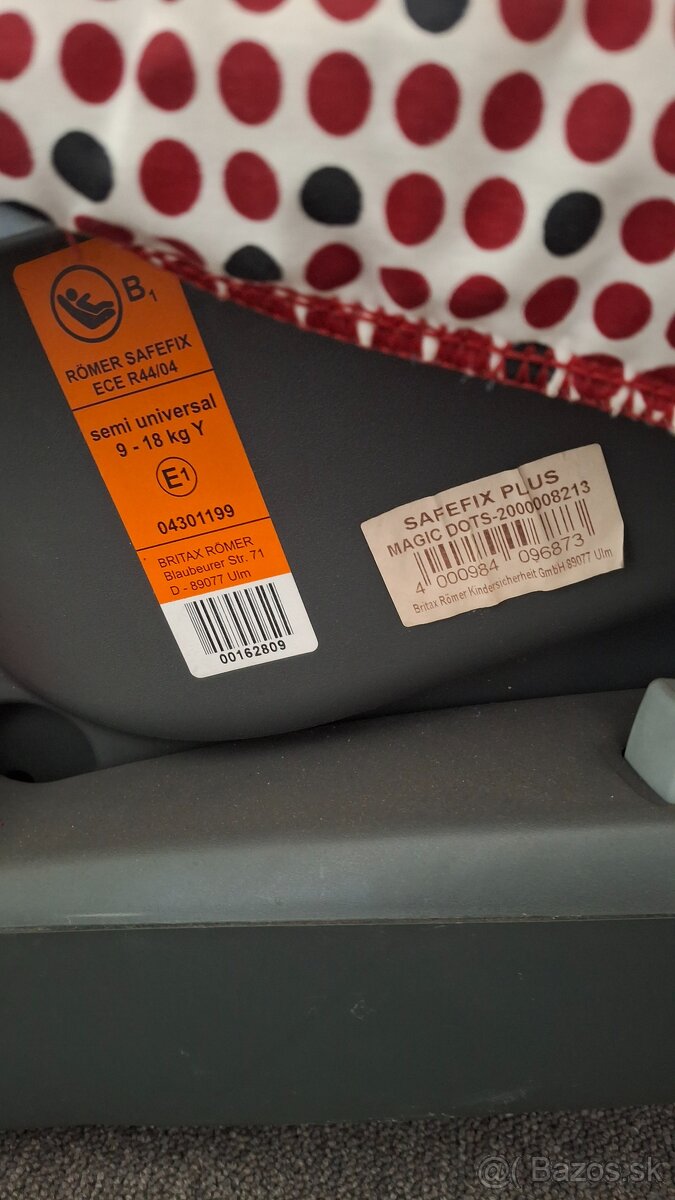 B1
RÖMER SAFEFIX
ECE R44/04
semi universal
9 - 18 kg Y
E1
04301199
BRITAX RÖMER
Blaubeurer Str. 71
D - 89077 Ulm
00162809
SAFEFIX PLUS
MAGIC DOTS-2000008213
4 000984 096873
Britax Römer Kindersicherheit GmbH 89077 Ulm
@( Bazos.sk